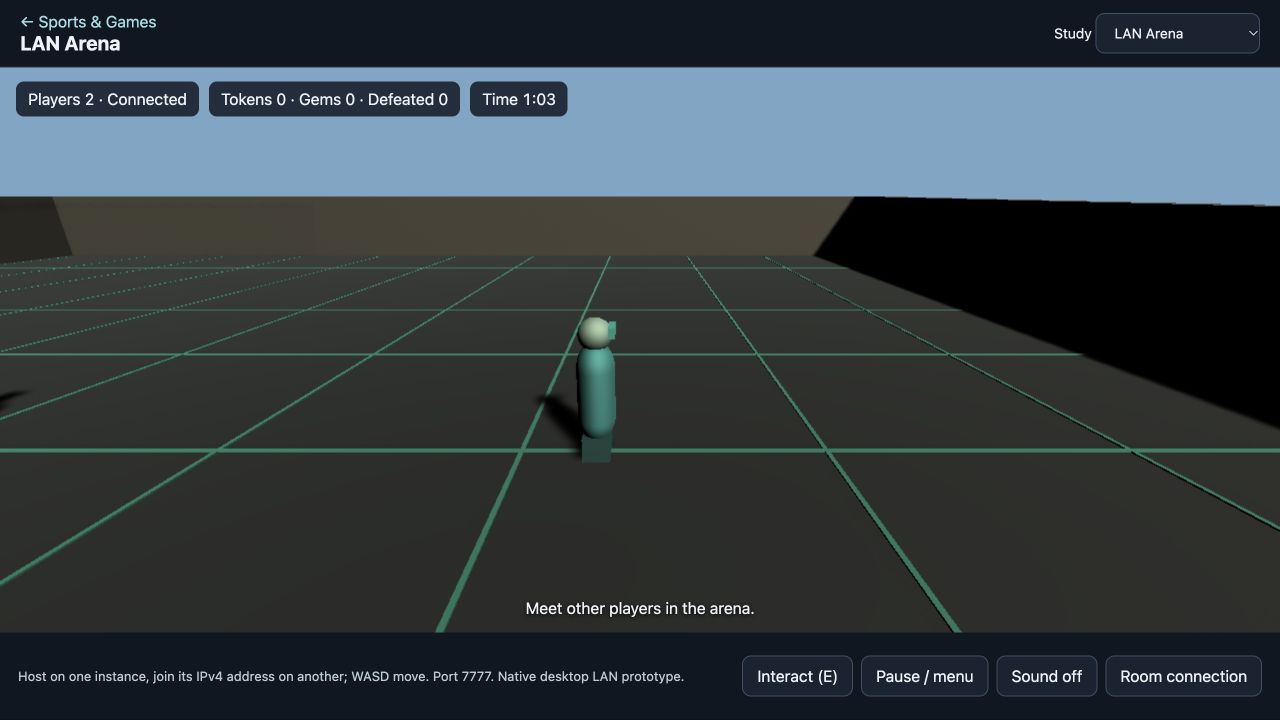 ← Sports & Games
LAN Arena
Study
LAN Arena
Players 2 · Connected
Tokens 0 · Gems 0 · Defeated 0
Time 1:03
Meet other players in the arena.
Host on one instance, join its IPv4 address on another; WASD move. Port 7777. Native desktop LAN prototype.
Interact (E)
Pause / menu
Sound off
Room connection